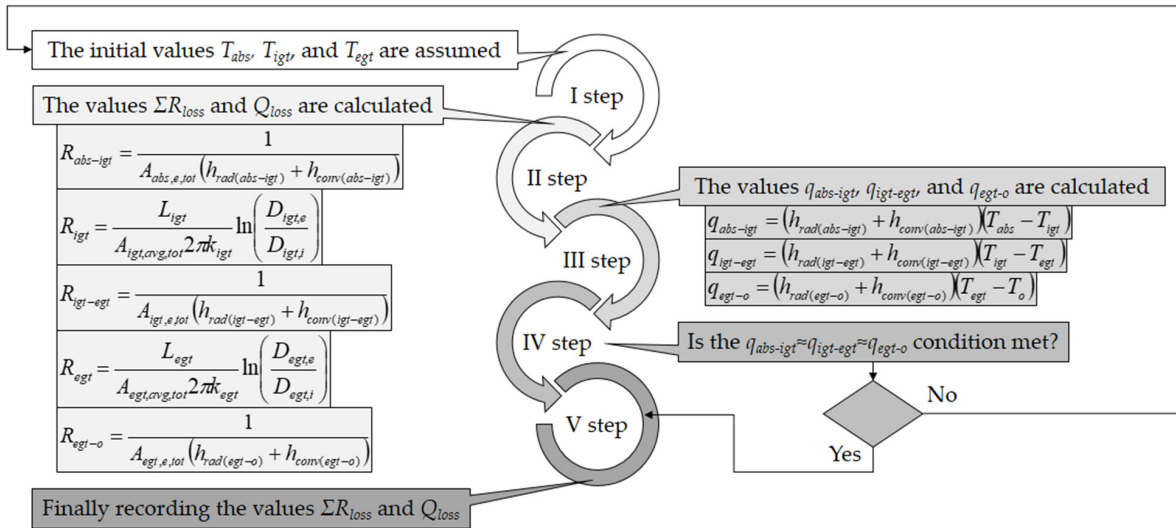 The initial values T_abs, T_igt, and T_egt are assumed
I step
The values ΣR_loss and Q_loss are calculated
R_abs-igt = 1 / (A_abs,e,tot (h_rad(abs-igt) + h_conv(abs-igt)))
R_igt = L_igt / (A_igt,avg,tot 2πk_igt) ln(D_igt,e / D_igt,i)
R_igt-egt = 1 / (A_igt,e,tot (h_rad(igt-egt) + h_conv(igt-egt)))
R_egt = L_egt / (A_egt,avg,tot 2πk_egt) ln(D_egt,e / D_egt,i)
R_egt-o = 1 / (A_egt,e,tot (h_rad(egt-o) + h_conv(egt-o)))
II step
The values q_abs-igt, q_igt-egt, and q_egt-o are calculated
q_abs-igt = (h_rad(abs-igt) + h_conv(abs-igt))(T_abs − T_igt)
q_igt-egt = (h_rad(igt-egt) + h_conv(igt-egt))(T_igt − T_egt)
q_egt-o = (h_rad(egt-o) + h_conv(egt-o))(T_egt − T_o)
III step
IV step
Is the q_abs-igt≈q_igt-egt≈q_egt-o condition met?
No
Yes
V step
Finally recording the values ΣR_loss and Q_loss